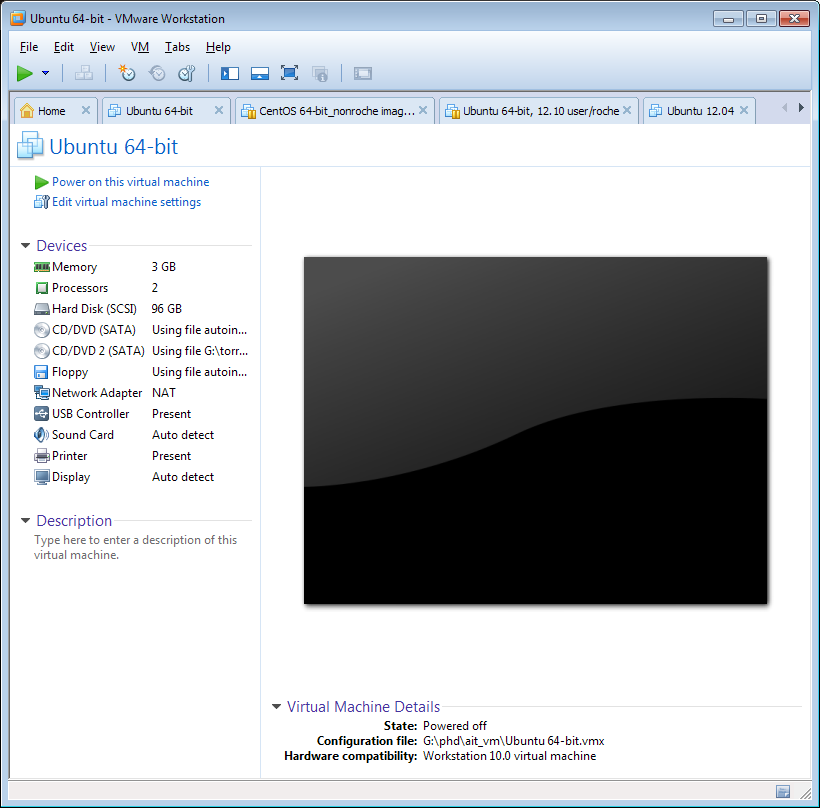 Ubuntu 64-bit - VMware Workstation
File Edit View VM Tabs Help
Home Ubuntu 64-bit CentOS 64-bit_nonroche imag... Ubuntu 64-bit, 12.10 user/roche Ubuntu 12.04
Ubuntu 64-bit
Power on this virtual machine
Edit virtual machine settings
Devices
Memory 3 GB
Processors 2
Hard Disk (SCSI) 96 GB
CD/DVD (SATA) Using file autoin...
CD/DVD 2 (SATA) Using file G:\torr...
Floppy Using file autoin...
Network Adapter NAT
USB Controller Present
Sound Card Auto detect
Printer Present
Display Auto detect
Description
Type here to enter a description of this
virtual machine.
Virtual Machine Details
State: Powered off
Configuration file: G:\phd\ait_vm\Ubuntu 64-bit.vmx
Hardware compatibility: Workstation 10.0 virtual machine